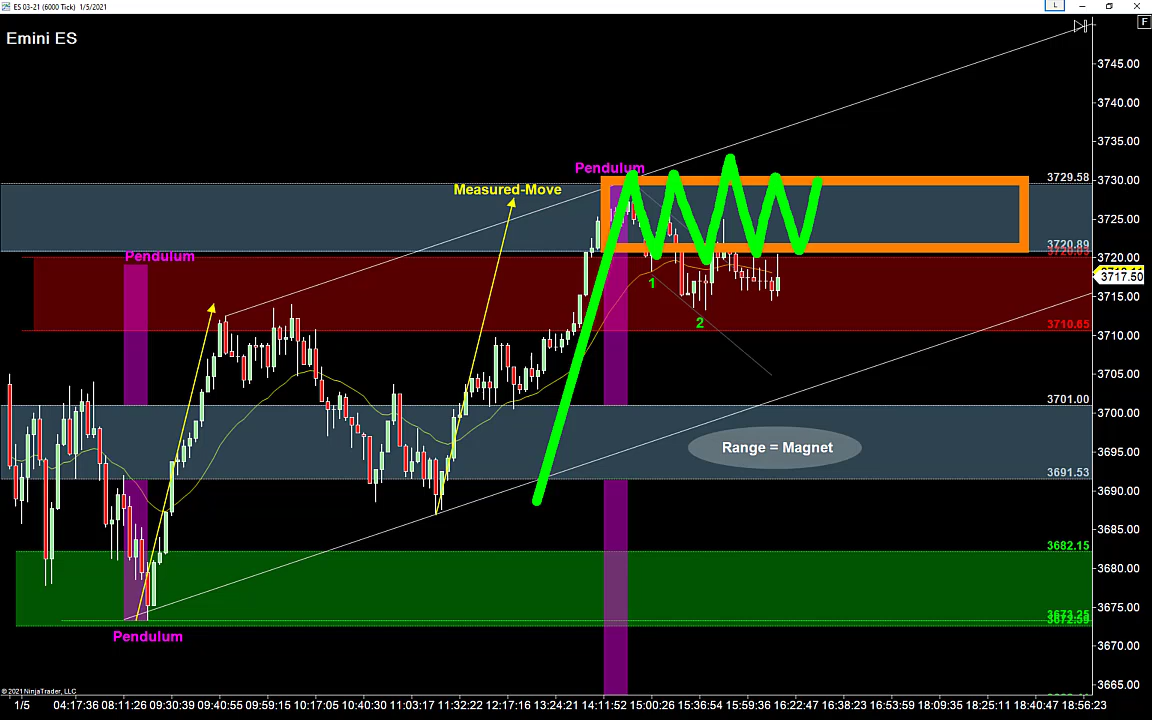 ES 03-21 (6000 Tick) 1/5/2021
L
F
Emini ES
3745.00
3740.00
3735.00
3730.00
3725.00
3720.00
3717.50
3715.00
3710.00
3705.00
3700.00
3695.00
3690.00
3685.00
3680.00
3675.00
3670.00
3665.00
Pendulum
Measured-Move
3729.58
3720.89
Pendulum
1
2
3710.65
3701.00
Range = Magnet
3691.53
3682.15
3673.25
3672.59
Pendulum
© 2021 NinjaTrader, LLC
1/5 04:17:36 08:11:26 09:30:39 09:40:55 09:59:15 10:17:05 10:40:30 11:03:17 11:32:22 12:17:16 13:24:21 14:11:52 15:00:26 15:36:54 15:59:36 16:22:47 16:38:23 16:53:59 18:09:35 18:25:11 18:40:47 18:56:23